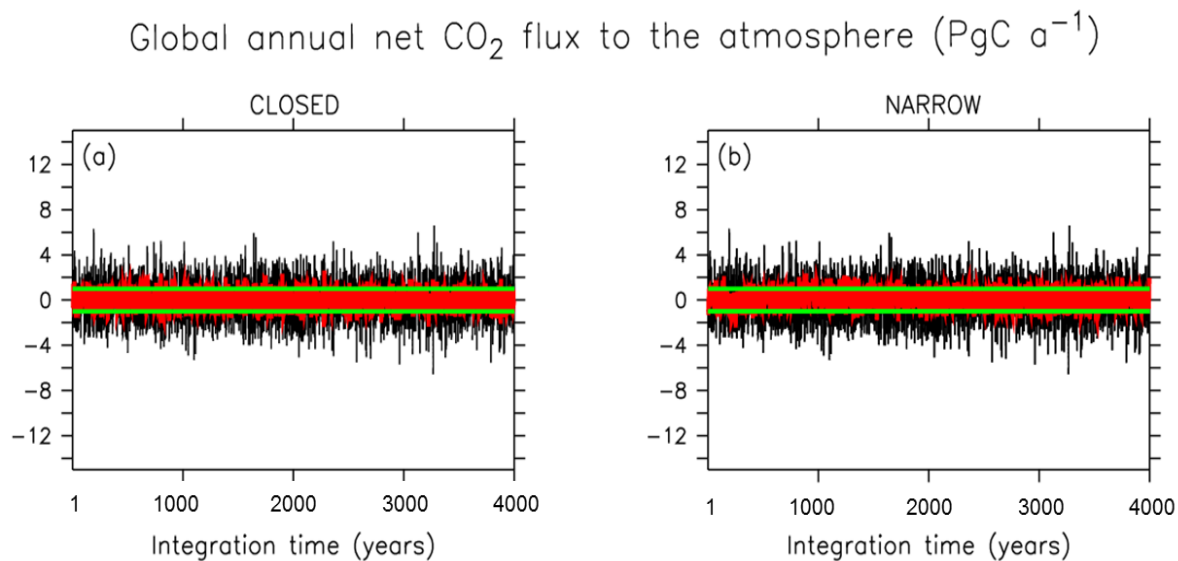 Global annual net CO₂ flux to the atmosphere (PgC a⁻¹)
CLOSED
NARROW
(a)
(b)
12
8
4
0
−4
−8
−12
12
8
4
0
−4
−8
−12
1 1000 2000 3000 4000
1 1000 2000 3000 4000
Integration time (years)
Integration time (years)